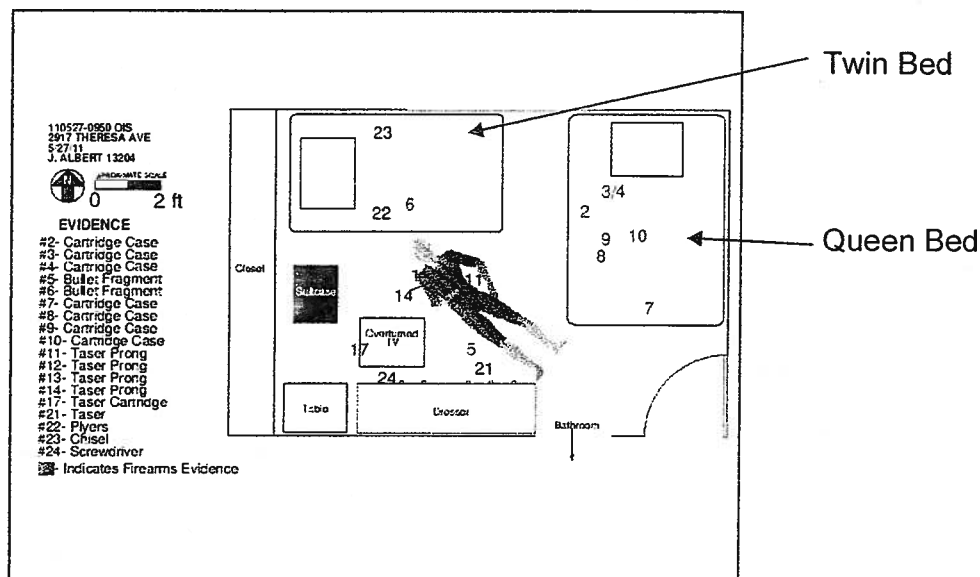 Twin Bed
Queen Bed
110527-0950 OIS
2917 THERESA AVE
5/27/11
J. ALBERT 13204
N
APPROXIMATE SCALE
0 2 ft
EVIDENCE
#2- Cartridge Case
#3- Cartridge Case
#4- Cartridge Case
#5- Bullet Fragment
#6- Bullet Fragment
#7- Cartridge Case
#8- Cartridge Case
#9- Cartridge Case
#10- Cartridge Case
#11- Taser Prong
#12- Taser Prong
#13- Taser Prong
#14- Taser Prong
#17- Taser Cartridge
#21- Taser
#22- Plyers
#23- Chisel
#24- Screwdriver
- Indicates Firearms Evidence
23
22
6
3/4
2
9
10
8
7
Closet
Suitcase
11
14
Overturned
TV
17
5
21
24
Table
Dresser
Bathroom